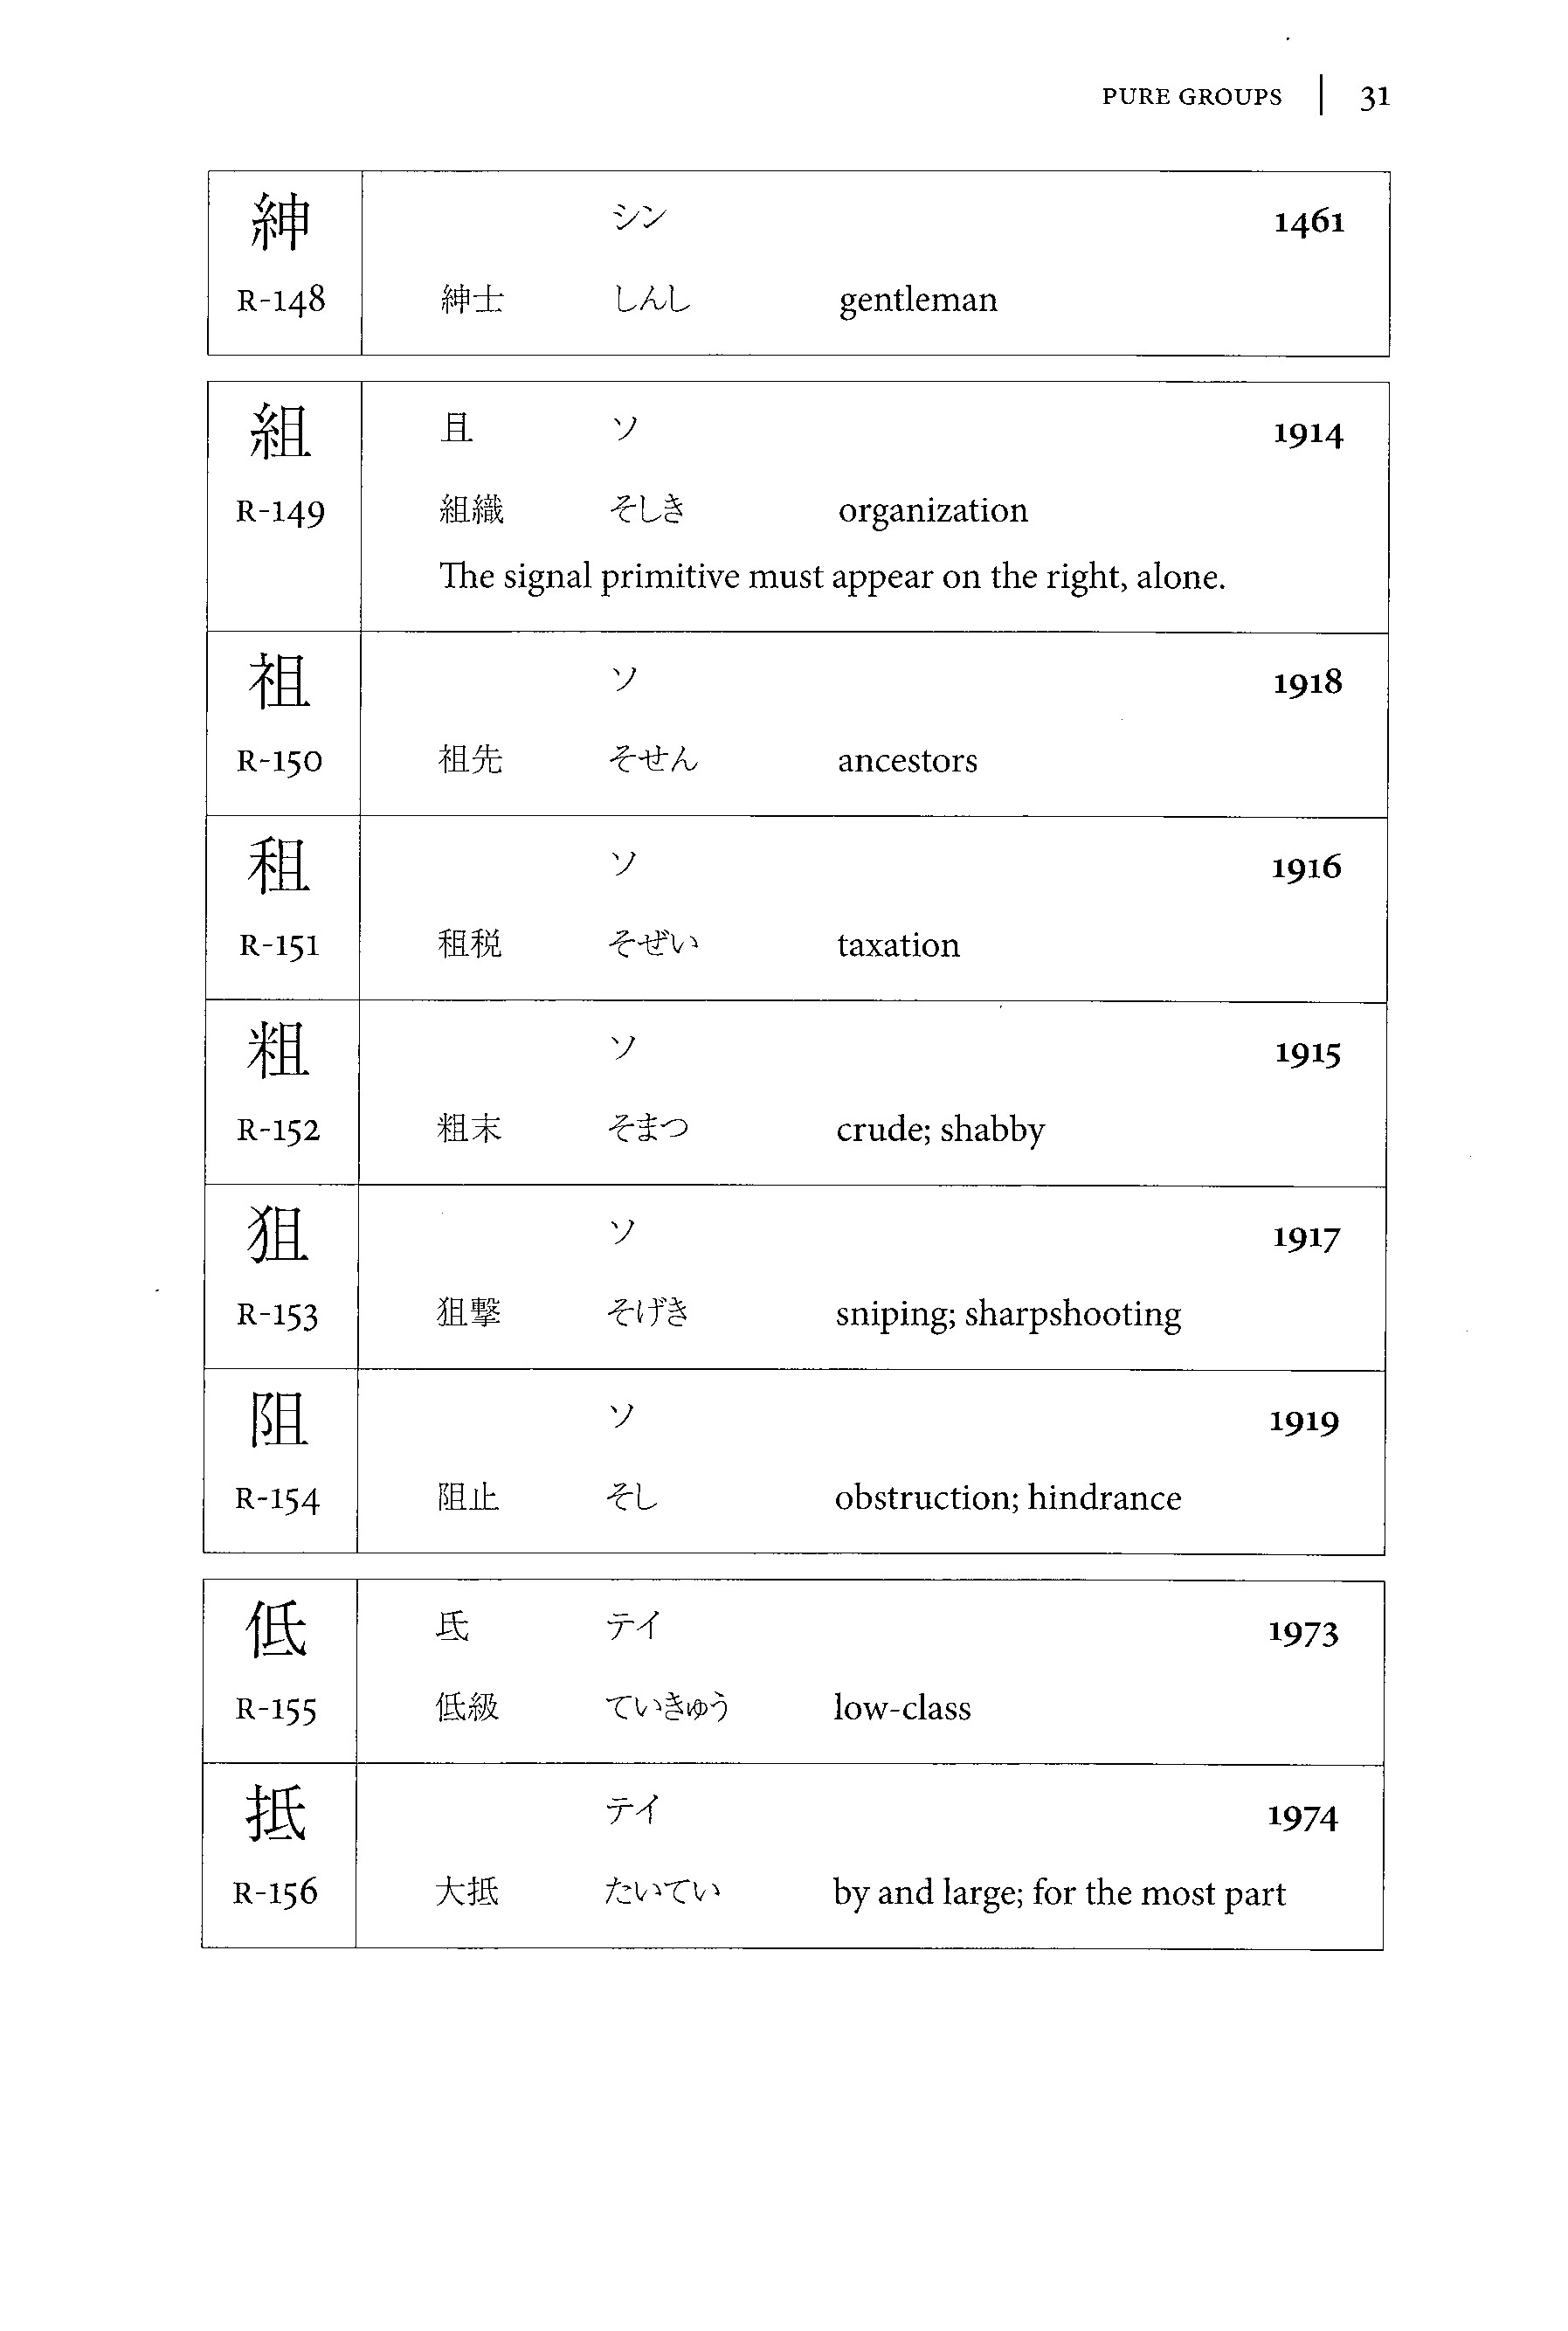 PURE GROUPS | 31
紳 シン 1461
R-148 紳士 しんし gentleman
組 且 ソ 1914
R-149 組織 そしき organization
The signal primitive must appear on the right, alone.
祖 ソ 1918
R-150 祖先 そせん ancestors
租 ソ 1916
R-151 租税 そぜい taxation
粗 ソ 1915
R-152 粗末 そまつ crude; shabby
狙 ソ 1917
R-153 狙撃 そげき sniping; sharpshooting
阻 ソ 1919
R-154 阻止 そし obstruction; hindrance
低 氐 テイ 1973
R-155 低級 ていきゅう low-class
抵 テイ 1974
R-156 大抵 たいてい by and large; for the most part